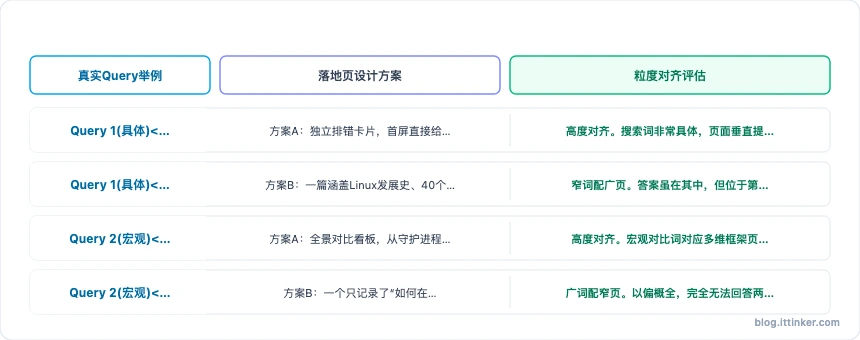 真实Query举例
落地页设计方案
粒度对齐评估
Query 1(具体)<...
方案A：独立排错卡片，首屏直接给...
高度对齐。搜索词非常具体，页面垂直提...
Query 1(具体)<...
方案B：一篇涵盖Linux发展史、40个...
窄词配广页。答案虽在其中，但位于第...
Query 2(宏观)<...
方案A：全景对比看板，从守护进程...
高度对齐。宏观对比词对应多维框架页...
Query 2(宏观)<...
方案B：一个只记录了“如何在...
广词配窄页。以偏概全，完全无法回答两...
blog.ittinker.com